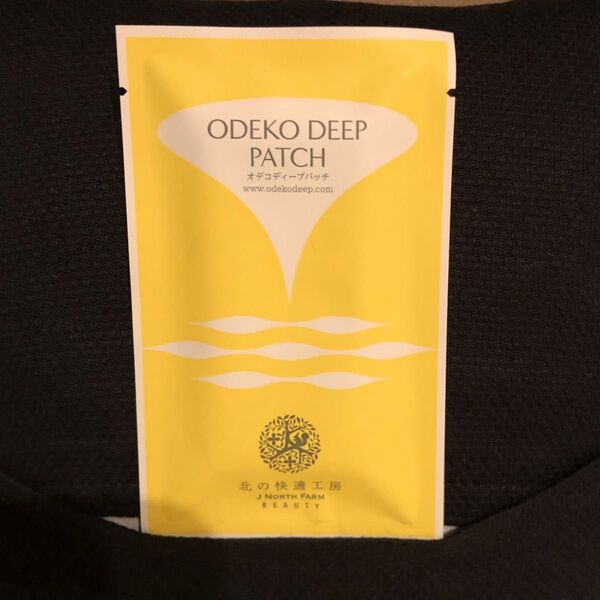 ODEKO DEEP
PATCH
オデコディープパッチ
www.odekodeep.com
北の快適工房
J NORTH FARM
BEAUTY